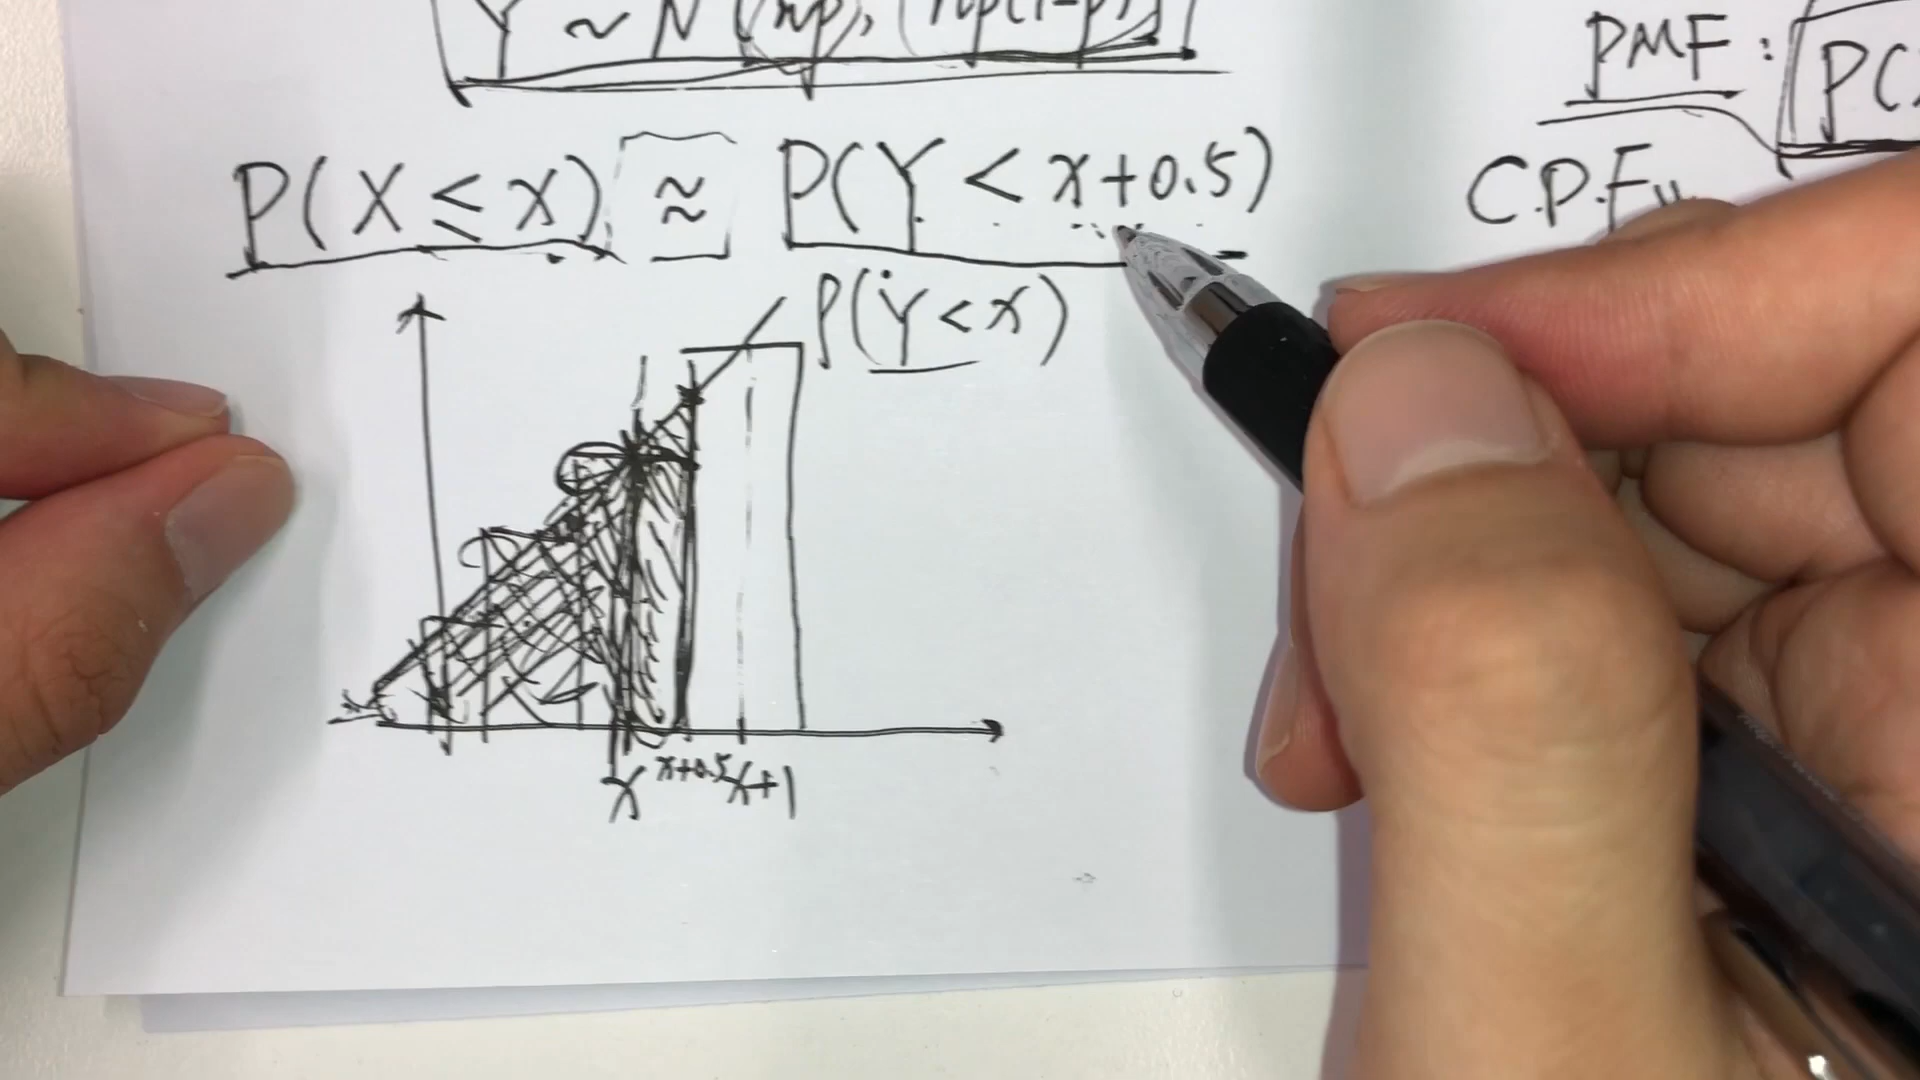 Y ~ N (np), (np(1-p)
PMF : P(
P(X ≤ x) ≈ P(Y < x+0.5)
C.P.F
P(Y < x)
x x+0.5 x+1